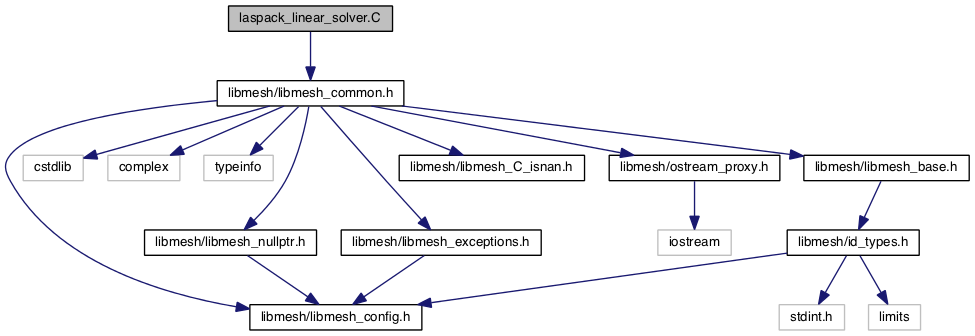 laspack_linear_solver.C
libmesh/libmesh_common.h
cstdlib
complex
typeinfo
libmesh/libmesh_C_isnan.h
libmesh/ostream_proxy.h
libmesh/libmesh_base.h
libmesh/libmesh_nullptr.h
libmesh/libmesh_exceptions.h
iostream
libmesh/id_types.h
libmesh/libmesh_config.h
stdint.h
limits